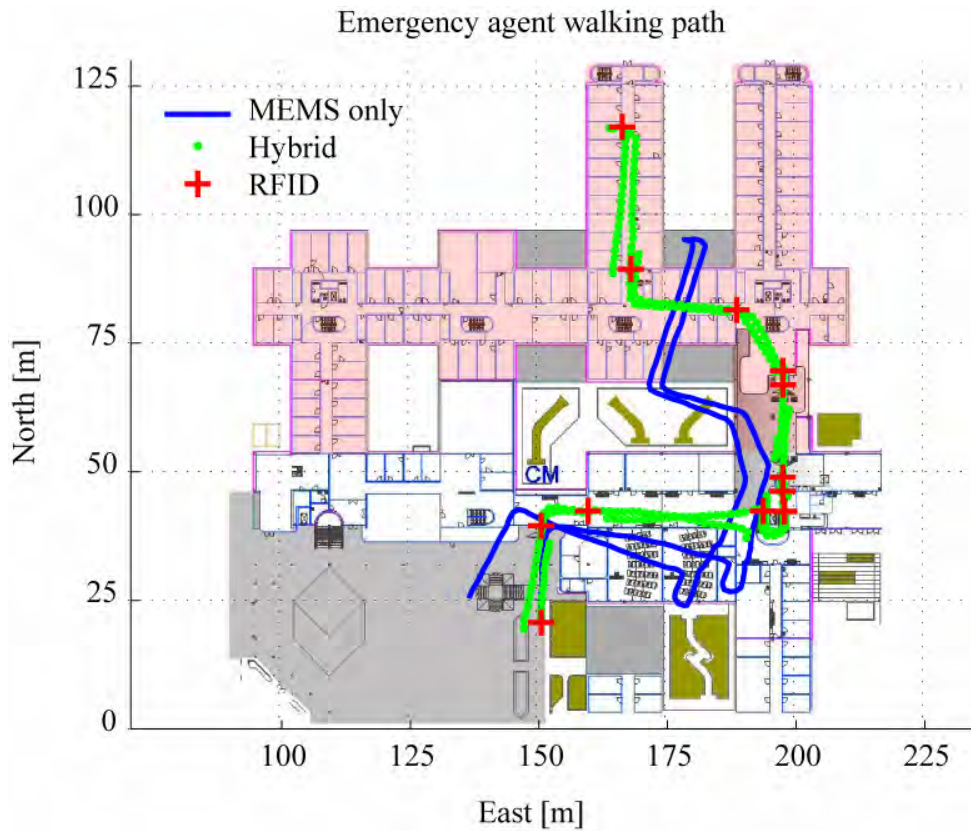 Emergency agent walking path
125
MEMS only
Hybrid
RFID
100
75
50
CM
25
0
100
125
150
175
200
225
North [m]
East [m]